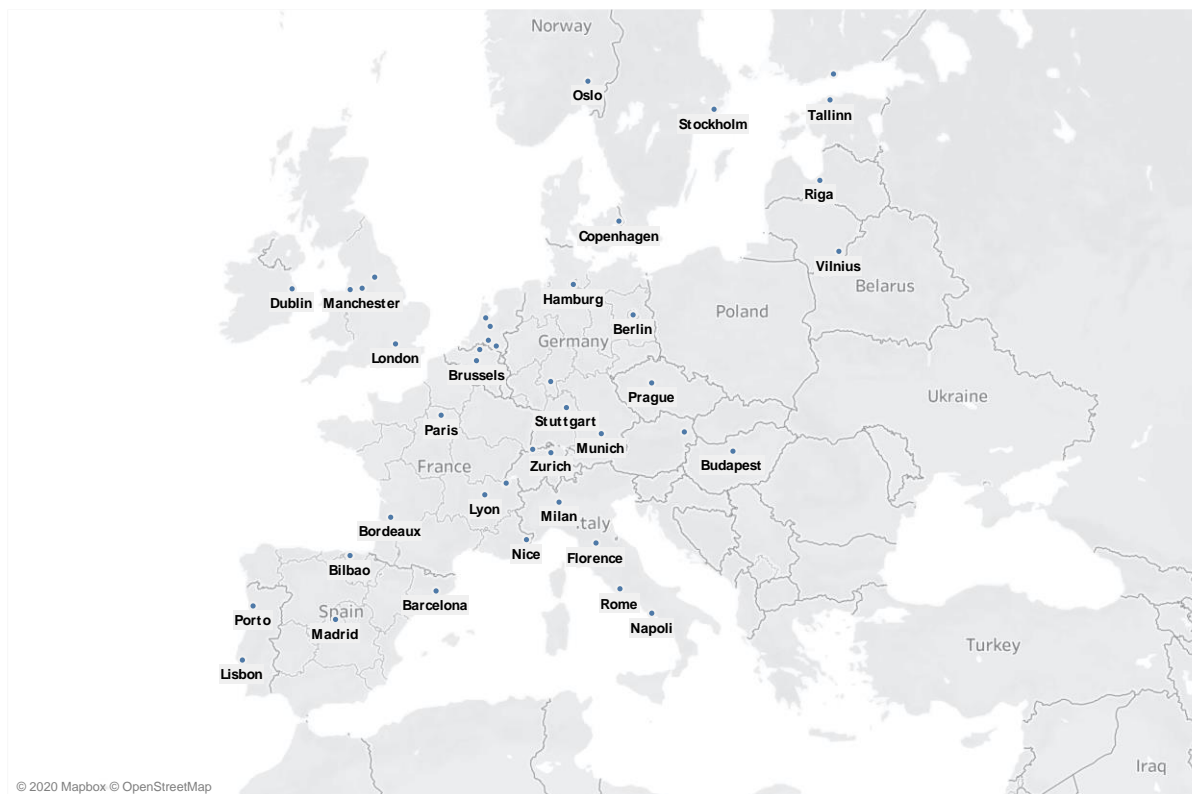 Norway
Oslo
Stockholm
Tallinn
Riga
Copenhagen
Vilnius
Belarus
Dublin
Manchester
Hamburg
Poland
Berlin
Germany
London
Brussels
Prague
Ukraine
Stuttgart
Paris
Munich
France
Zurich
Budapest
Lyon
Milan
Italy
Bordeaux
Nice
Florence
Bilbao
Barcelona
Rome
Spain
Porto
Madrid
Napoli
Turkey
Lisbon
Iraq
© 2020 Mapbox © OpenStreetMap